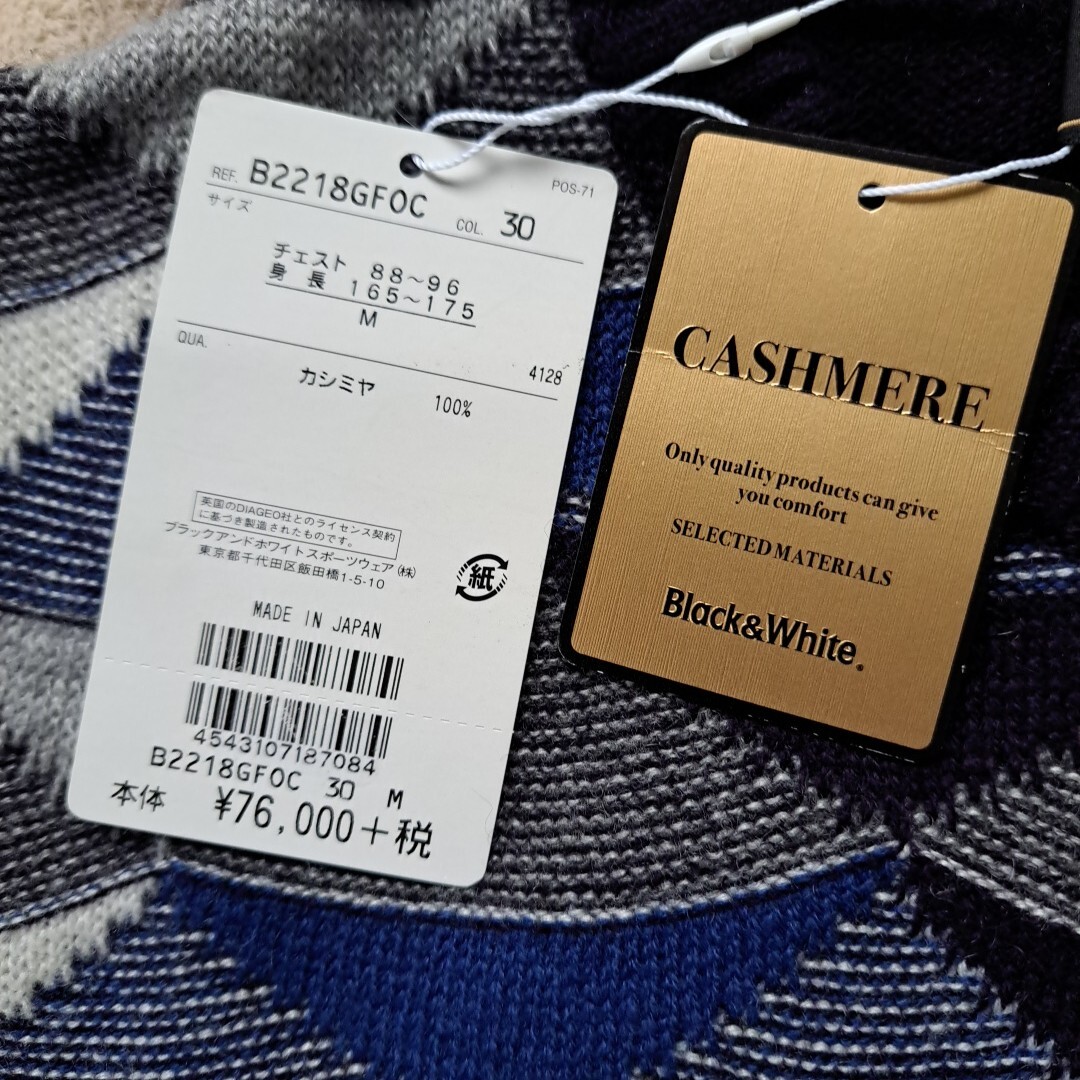 REF. B2218GFOC COL. 30 POS-71
サイズ
チェスト 88~96
身長 165~175
M
4128
QUA.
カシミヤ 100%
英国のDIAGEO社とのライセンス契約
に基づき製造されたものです。
ブラックアンドホワイトスポーツウェア(株)
東京都千代田区飯田橋1-5-10
紙
MADE IN JAPAN
4543107187084
B2218GFOC 30 M
本体 ¥76,000+税
CASHMERE
Only quality products can give
you comfort
SELECTED MATERIALS
Black&White.